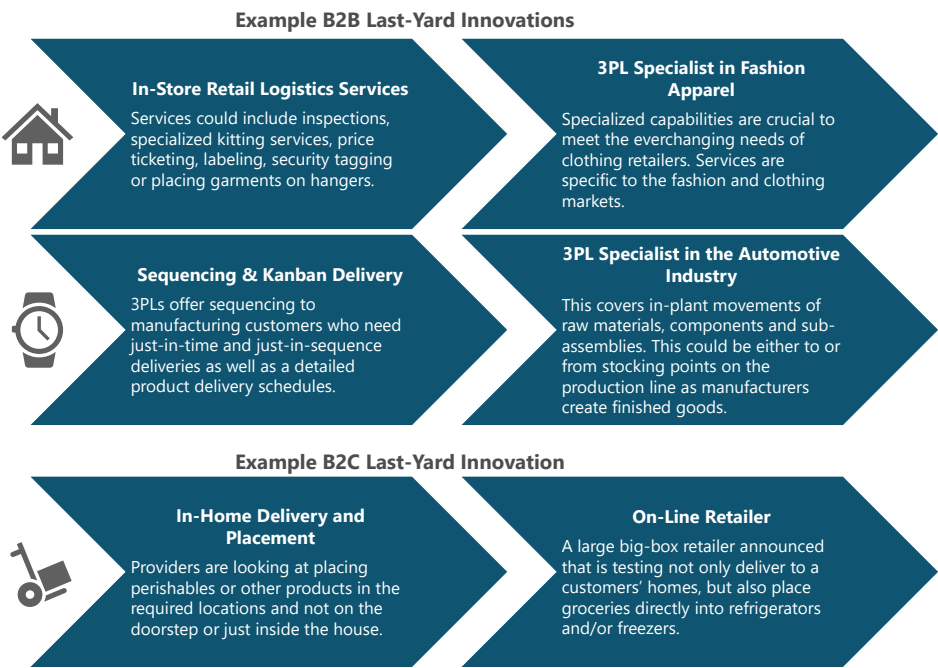 Example B2B Last-Yard Innovations
In-Store Retail Logistics Services
Services could include inspections,
specialized kitting services, price
ticketing, labeling, security tagging
or placing garments on hangers.
3PL Specialist in Fashion
Apparel
Specialized capabilities are crucial to
meet the everchanging needs of
clothing retailers. Services are
specific to the fashion and clothing
markets.
Sequencing & Kanban Delivery
3PLs offer sequencing to
manufacturing customers who need
just-in-time and just-in-sequence
deliveries as well as a detailed
product delivery schedules.
3PL Specialist in the Automotive
Industry
This covers in-plant movements of
raw materials, components and sub-
assemblies. This could be either to or
from stocking points on the
production line as manufacturers
create finished goods.
Example B2C Last-Yard Innovation
In-Home Delivery and
Placement
Providers are looking at placing
perishables or other products in the
required locations and not on the
doorstep or just inside the house.
On-Line Retailer
A large big-box retailer announced
that is testing not only deliver to a
customers’ homes, but also place
groceries directly into refrigerators
and/or freezers.